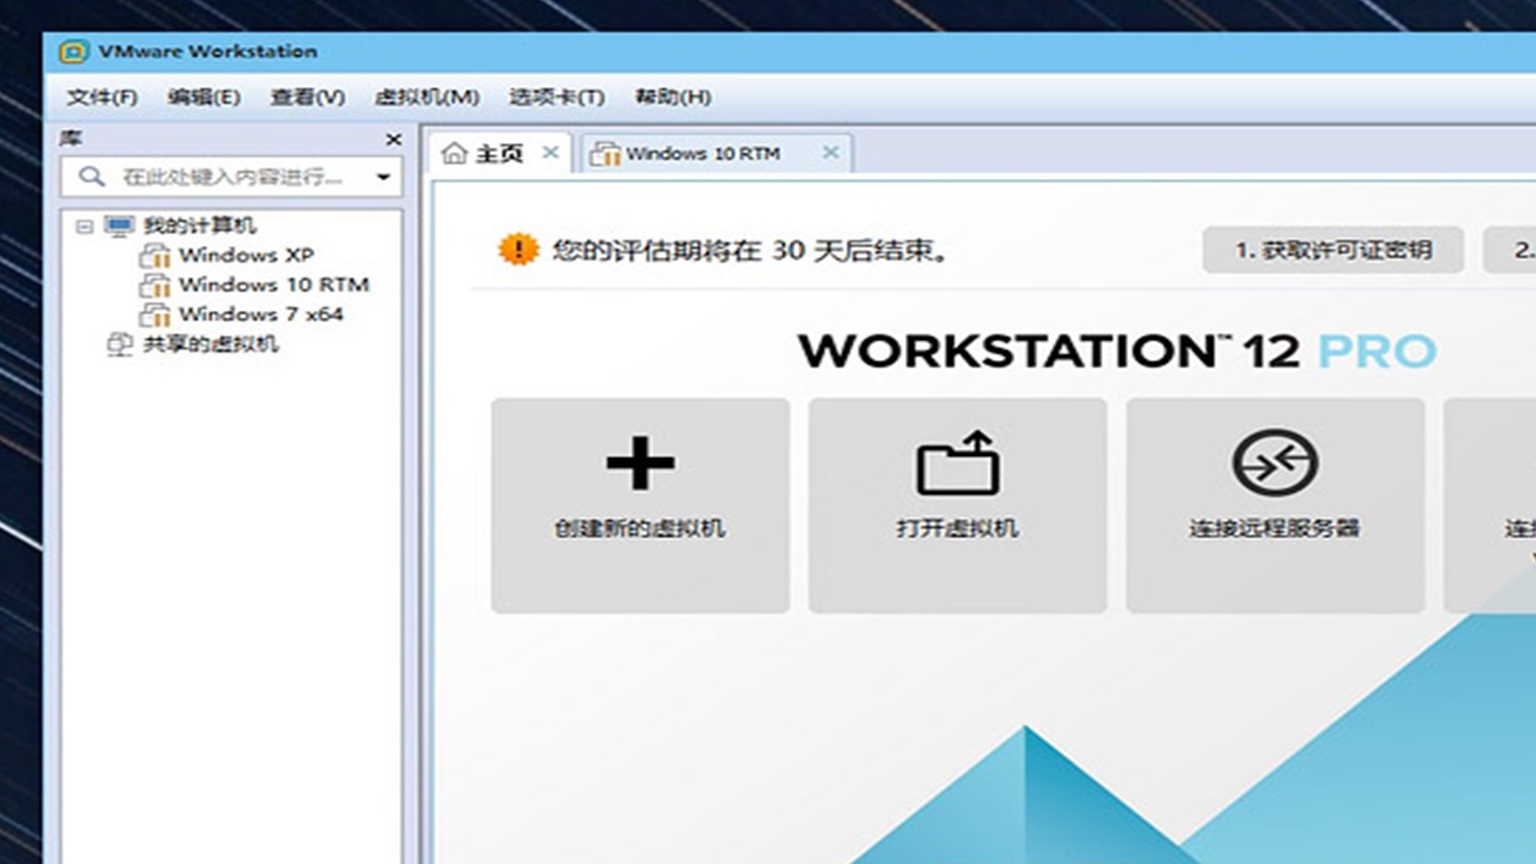 VMware Workstation
文件(F) 编辑(E) 查看(V) 虚拟机(M) 选项卡(T) 帮助(H)
库
在此处键入内容进行...
我的计算机
Windows XP
Windows 10 RTM
Windows 7 x64
共享的虚拟机
主页
Windows 10 RTM
您的评估期将在 30 天后结束。
1. 获取许可证密钥
2.
WORKSTATION™ 12 PRO
创建新的虚拟机
打开虚拟机
连接远程服务器
连